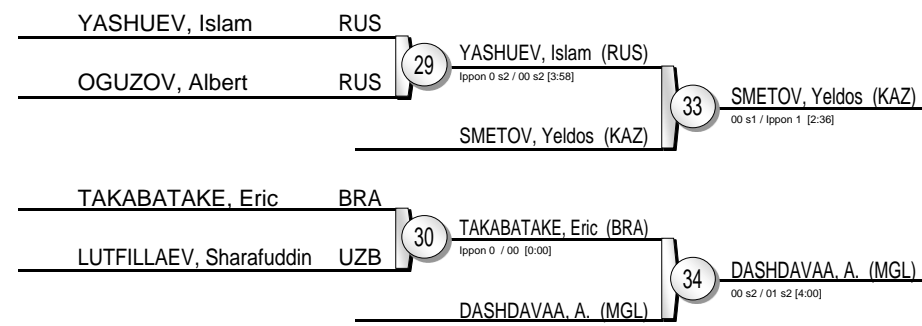 YASHUEV, Islam RUS
OGUZOV, Albert RUS
29
YASHUEV, Islam (RUS)
Ippon 0 s2 / 00 s2 [3:58]
SMETOV, Yeldos (KAZ)
33
SMETOV, Yeldos (KAZ)
00 s1 / Ippon 1 [2:36]
TAKABATAKE, Eric BRA
LUTFILLAEV, Sharafuddin UZB
30
TAKABATAKE, Eric (BRA)
Ippon 0 / 00 [0:00]
DASHDAVAA, A. (MGL)
34
DASHDAVAA, A. (MGL)
00 s2 / 01 s2 [4:00]